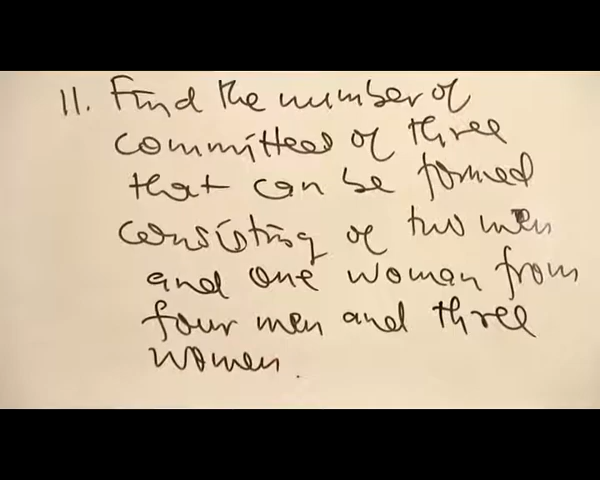 11. Find the number of
committees of three
that can be formed
consisting of two men
and one woman from
four men and three
women.